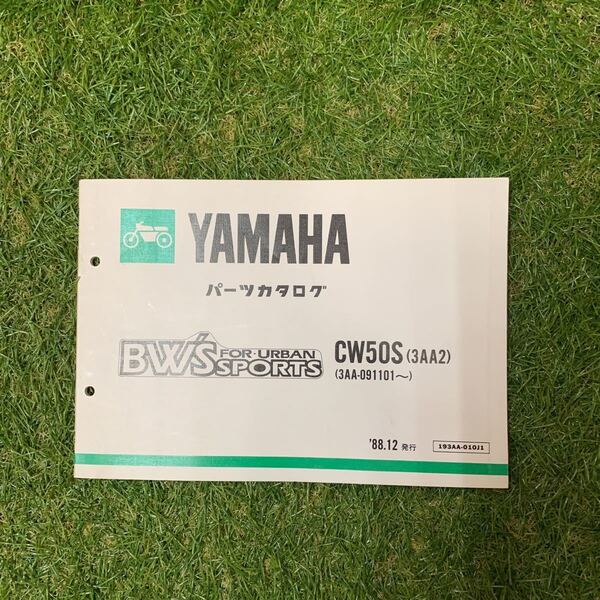 YAMAHA
パーツカタログ
BW'S FOR・URBAN SPORTS
CW50S (3AA2)
(3AA-091101～)
'88.12 発行
193AA-010J1